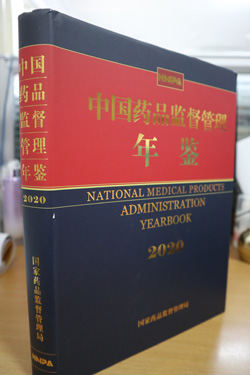 中国
药品
监督
管理
年鉴
2020
国家药品监督管理局
NMPA
NMPA
中国药品监督管理
年鉴
NATIONAL MEDICAL PRODUCTS
ADMINISTRATION
YEARBOOK
2020
国家药品监督管理局